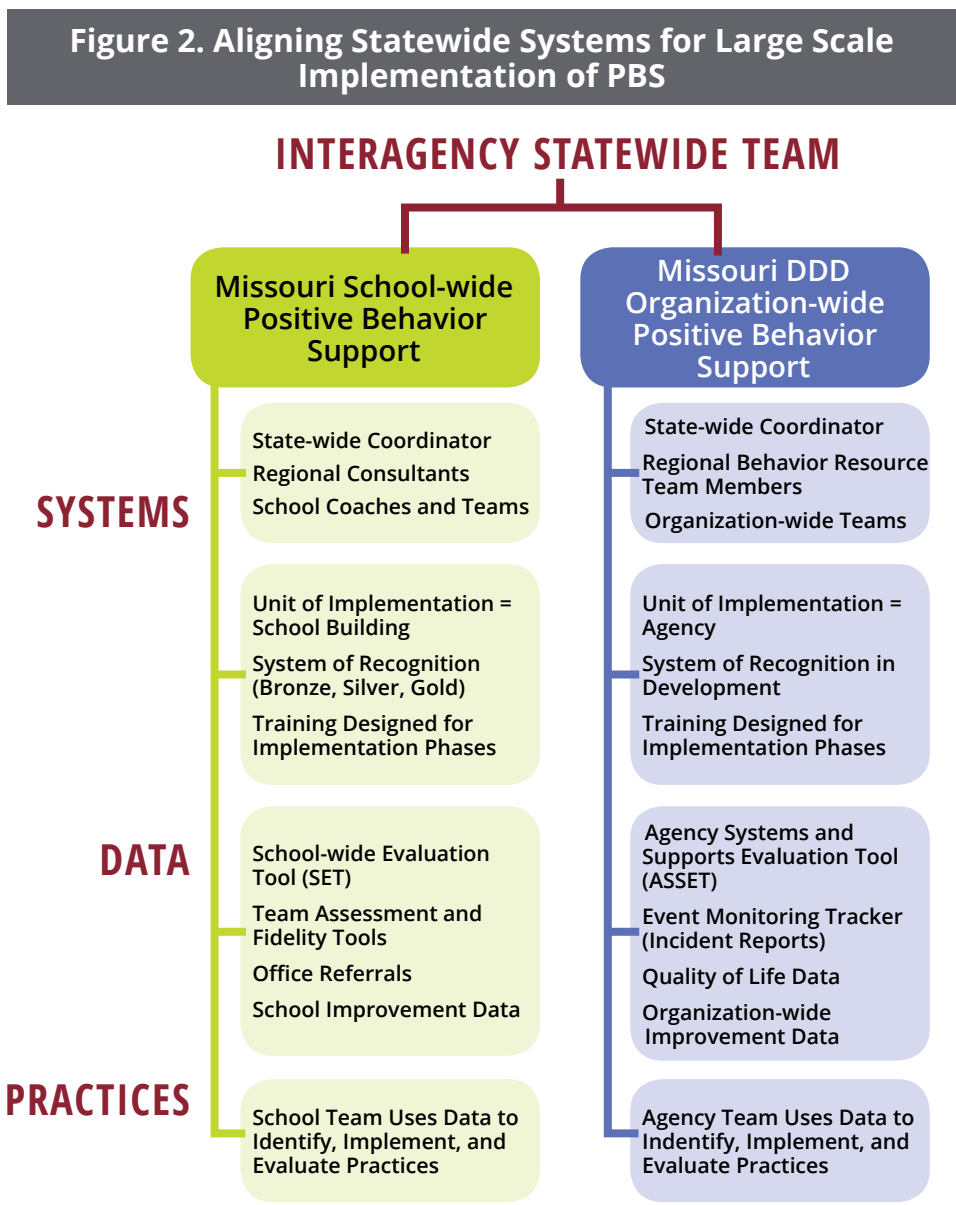 Figure 2. Aligning Statewide Systems for Large Scale
Implementation of PBS
INTERAGENCY STATEWIDE TEAM
Missouri School-wide
Positive Behavior
Support
Missouri DDD
Organization-wide
Positive Behavior
Support
SYSTEMS
State-wide Coordinator
Regional Consultants
School Coaches and Teams
State-wide Coordinator
Regional Behavior Resource
Team Members
Organization-wide Teams
Unit of Implementation =
School Building
System of Recognition
(Bronze, Silver, Gold)
Training Designed for
Implementation Phases
Unit of Implementation =
Agency
System of Recognition in
Development
Training Designed for
Implementation Phases
DATA
School-wide Evaluation
Tool (SET)
Team Assessment and
Fidelity Tools
Office Referrals
School Improvement Data
Agency Systems and
Supports Evaluation Tool
(ASSET)
Event Monitoring Tracker
(Incident Reports)
Quality of Life Data
Organization-wide
Improvement Data
PRACTICES
School Team Uses Data to
Identify, Implement, and
Evaluate Practices
Agency Team Uses Data to
Indentify, Implement, and
Evaluate Practices